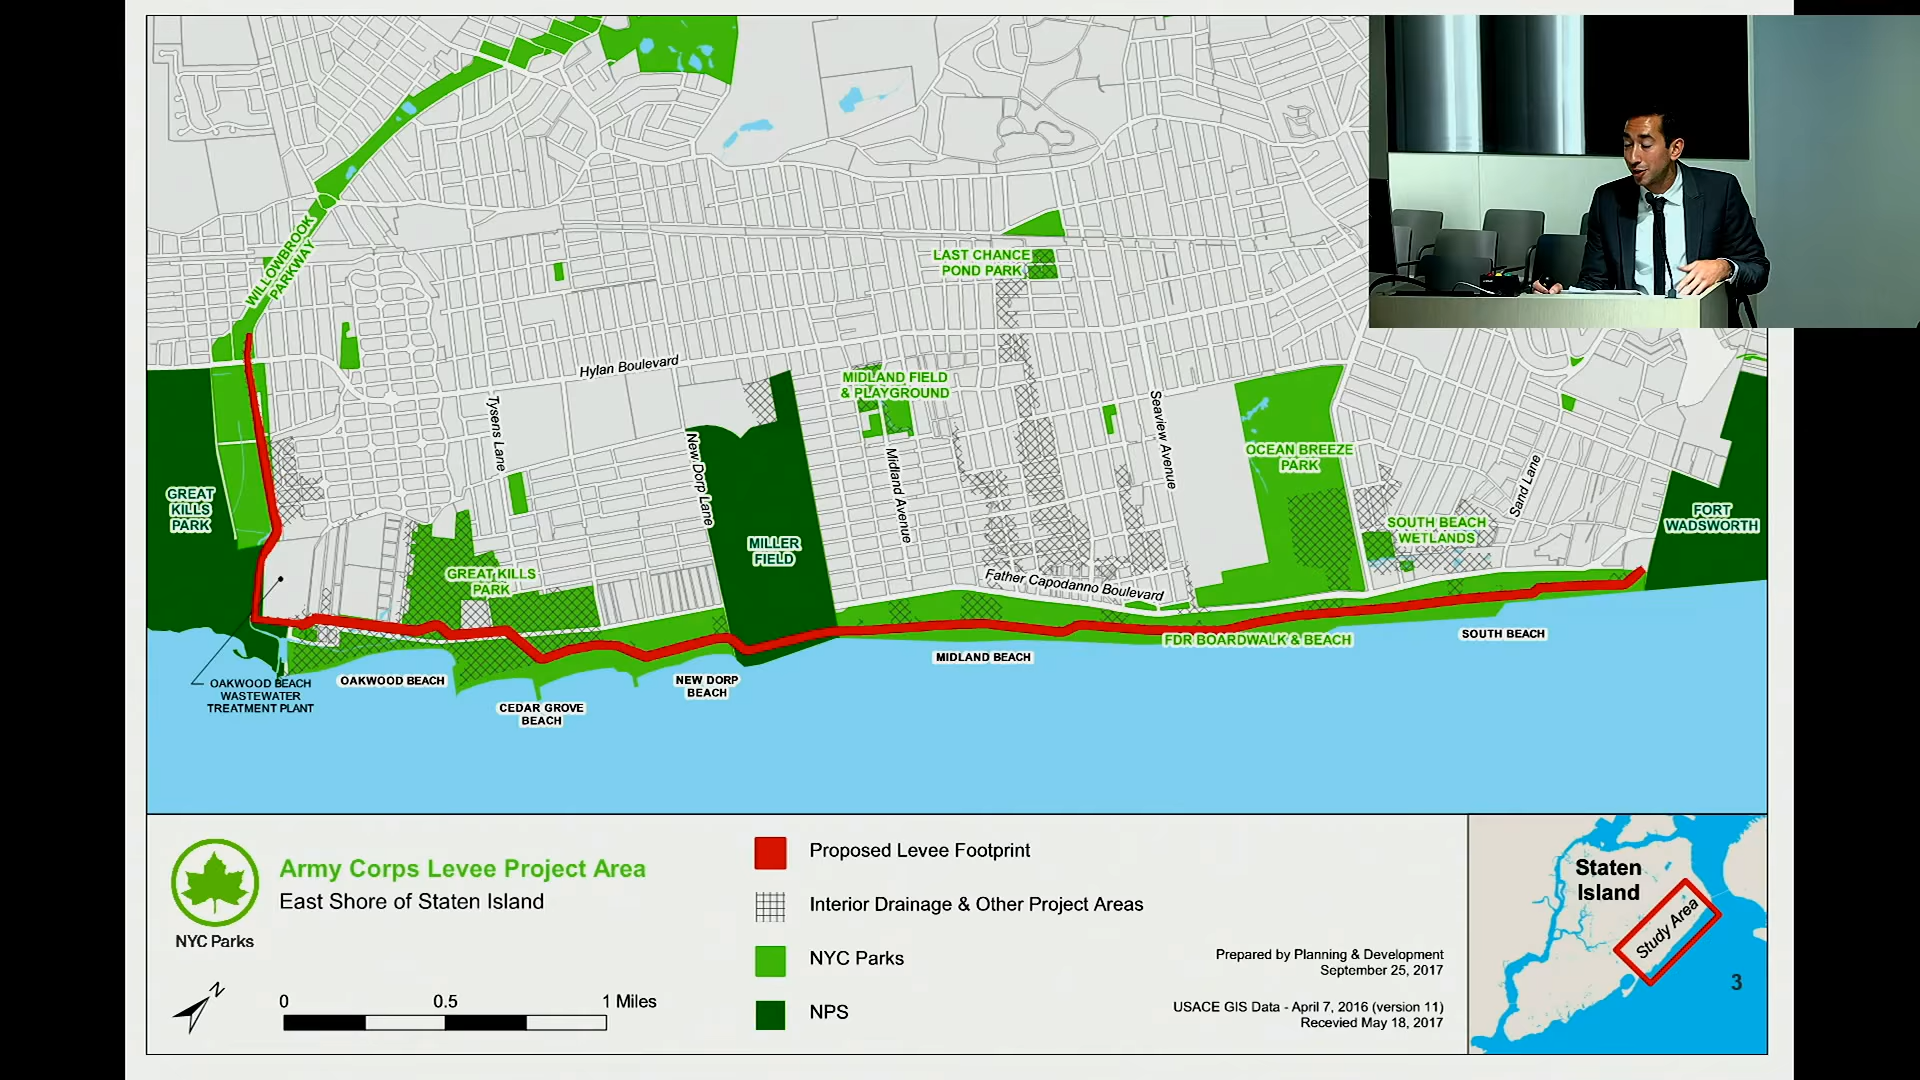 WILLOWBROOK
PARKWAY
LAST CHANCE
POND PARK
Hylan Boulevard
MIDLAND FIELD
& PLAYGROUND
Tysens Lane
New Dorp Lane
Midland Avenue
Seaview Avenue
OCEAN BREEZE
PARK
Sand Lane
GREAT
KILLS
PARK
MILLER
FIELD
SOUTH BEACH
WETLANDS
FORT
WADSWORTH
GREAT KILLS
PARK
Father Capodanno Boulevard
FDR BOARDWALK & BEACH
SOUTH BEACH
MIDLAND BEACH
OAKWOOD BEACH
WASTEWATER
TREATMENT PLANT
OAKWOOD BEACH
NEW DORP
BEACH
CEDAR GROVE
BEACH
NYC Parks
Army Corps Levee Project Area
East Shore of Staten Island
N
0 0.5 1 Miles
Proposed Levee Footprint
Interior Drainage & Other Project Areas
NYC Parks
NPS
Prepared by Planning & Development
September 25, 2017
USACE GIS Data - April 7, 2016 (version 11)
Recevied May 18, 2017
Staten
Island
Study Area
3